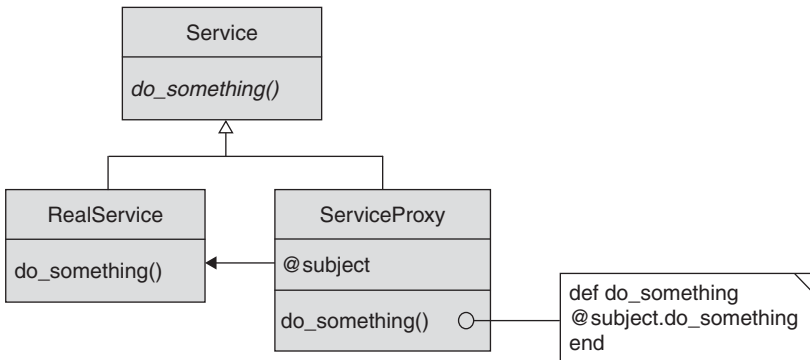 Service
do_something()
RealService
do_something()
ServiceProxy
@subject
do_something()
def do_something
@subject.do_something
end